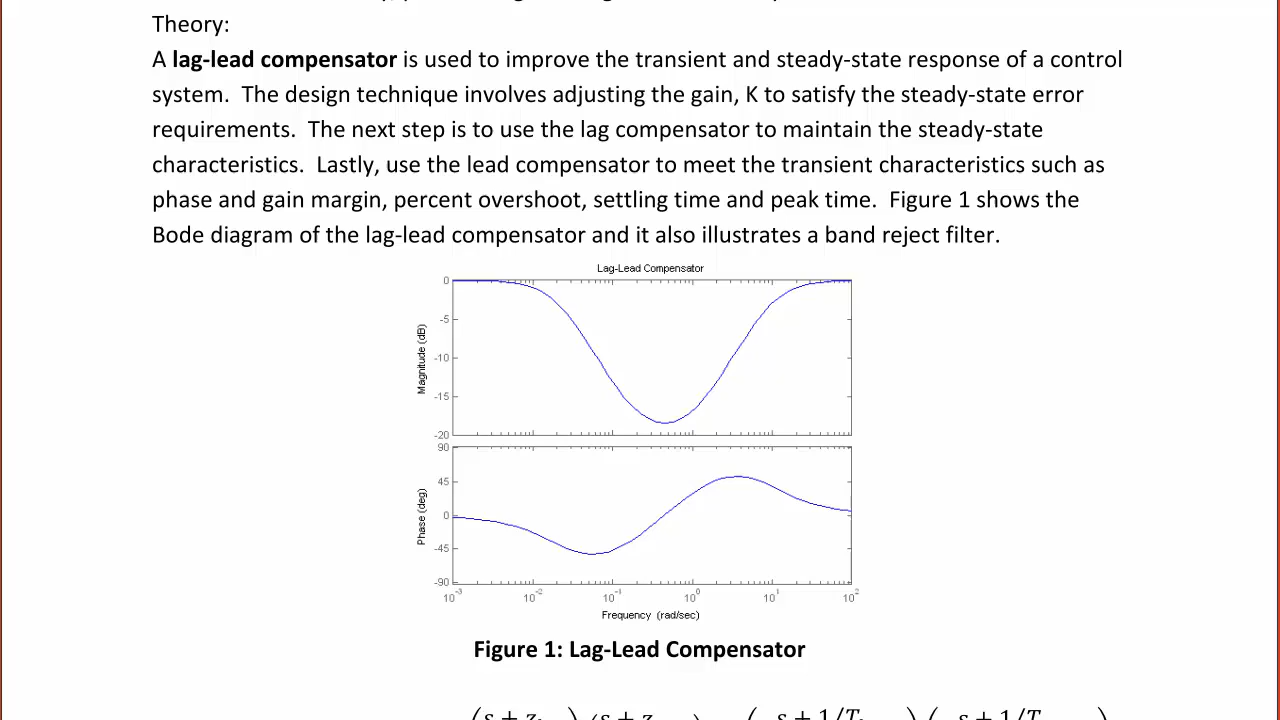 Theory:
A lag-lead compensator is used to improve the transient and steady-state response of a control
system.  The design technique involves adjusting the gain, K to satisfy the steady-state error
requirements.  The next step is to use the lag compensator to maintain the steady-state
characteristics.  Lastly, use the lead compensator to meet the transient characteristics such as
phase and gain margin, percent overshoot, settling time and peak time.  Figure 1 shows the
Bode diagram of the lag-lead compensator and it also illustrates a band reject filter.
Lag-Lead Compensator
0
-5
-10
-15
-20
Magnitude (dB)
90
45
0
-45
-90
Phase (deg)
10^-3 10^-2 10^-1 10^0 10^1 10^2
Frequency (rad/sec)
Figure 1: Lag-Lead Compensator